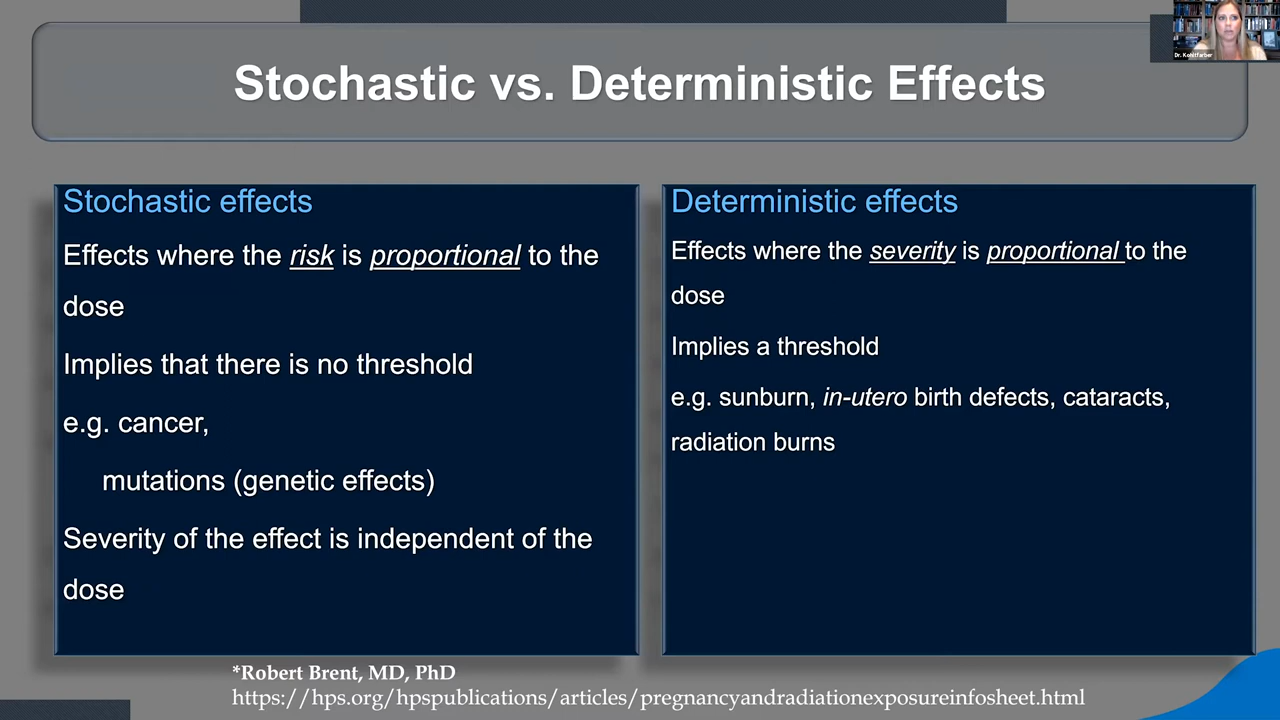 Dr. Kohlfarber
Stochastic vs. Deterministic Effects
Stochastic effects
Effects where the risk is proportional to the
dose
Implies that there is no threshold
e.g. cancer,
mutations (genetic effects)
Severity of the effect is independent of the
dose
Deterministic effects
Effects where the severity is proportional to the
dose
Implies a threshold
e.g. sunburn, in-utero birth defects, cataracts,
radiation burns
*Robert Brent, MD, PhD
https://hps.org/hpspublications/articles/pregnancyandradiationexposureinfosheet.html